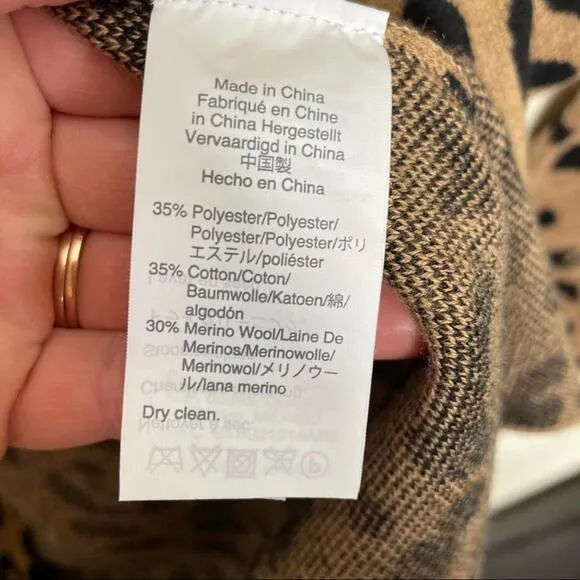 Made in China
Fabriqué en Chine
in China Hergestellt
Vervaardigd in China
中国製
Hecho en China
35% Polyester/Polyester/
Polyester/Polyester/ポリ
エステル/poliéster
35% Cotton/Coton/
Baumwolle/Katoen/綿/
algodón
30% Merino Wool/Laine De
Merinos/Merinowolle/
Merinowol/メリノウー
ル/lana merino
Dry clean.